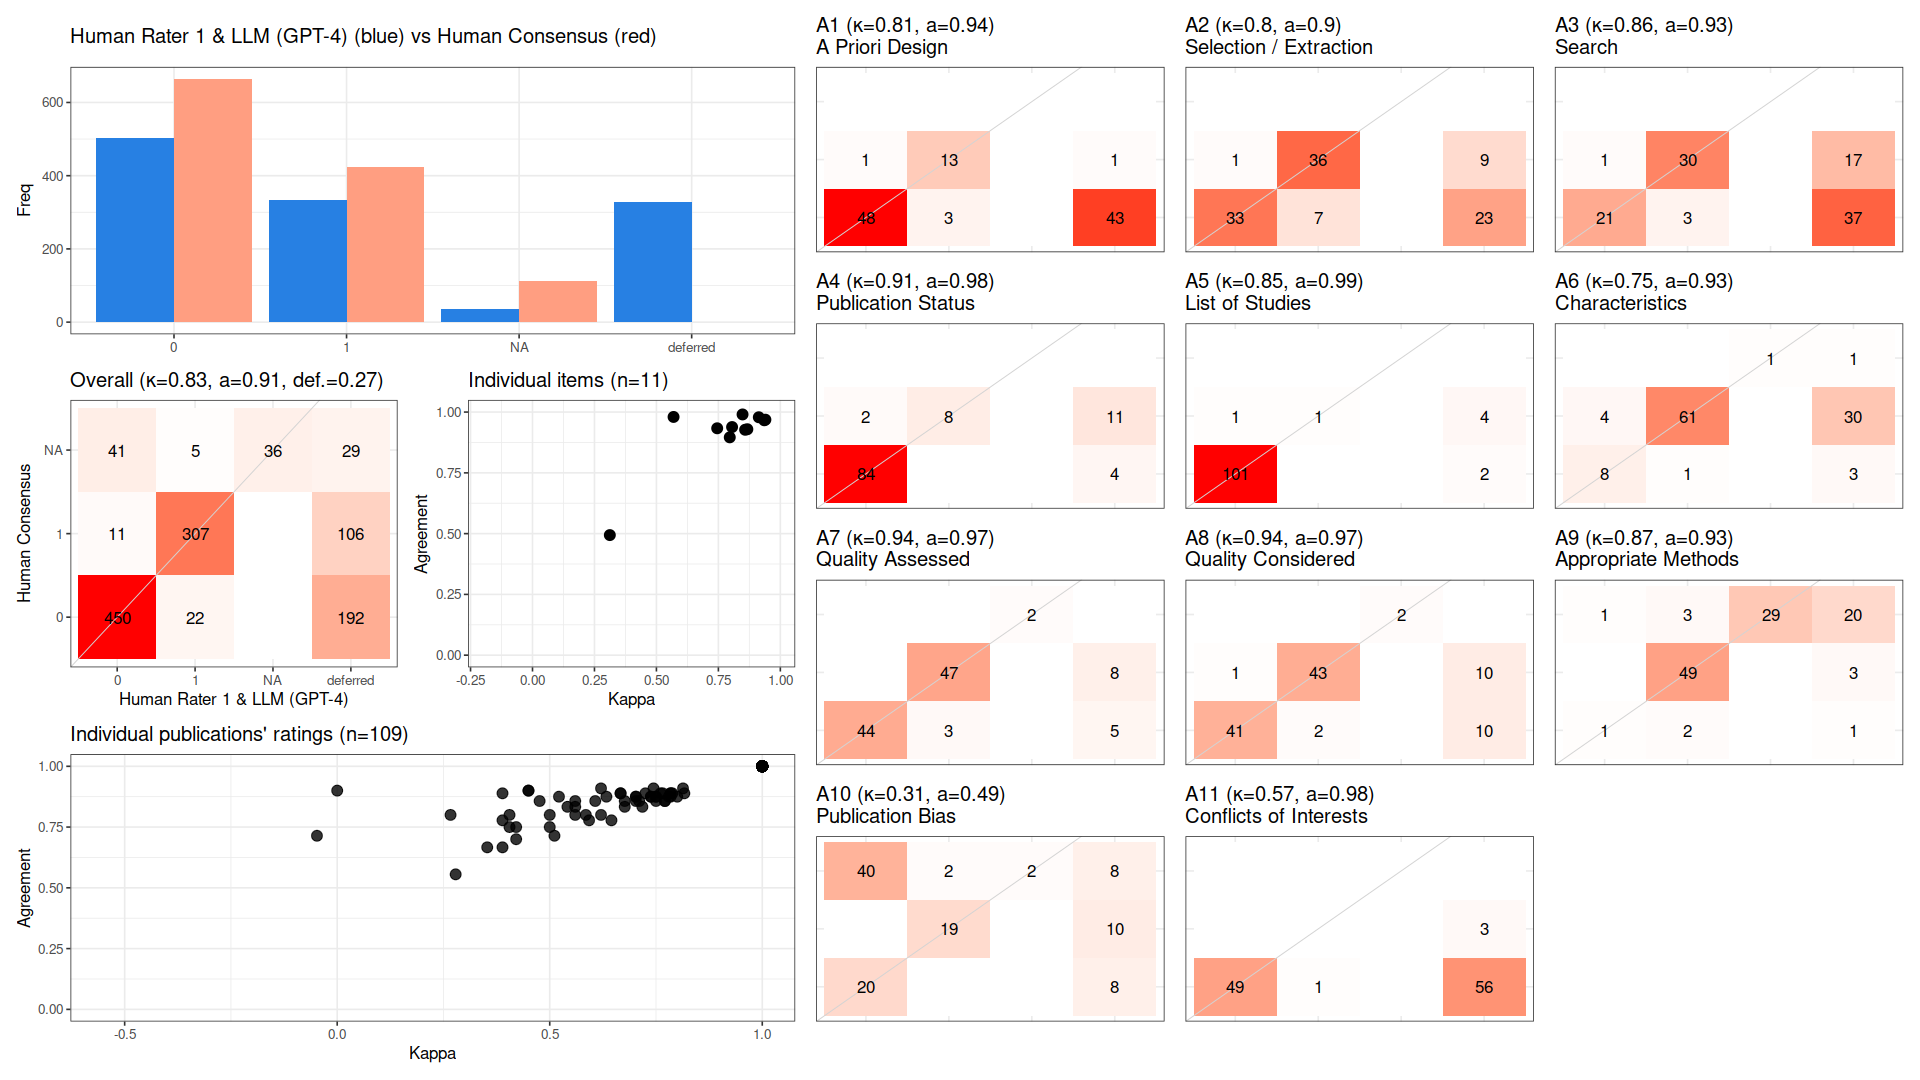 Human Rater 1 & LLM (GPT-4) (blue) vs Human Consensus (red)
Freq
600
400
200
0
0 1 NA deferred
Overall (κ=0.83, a=0.91, def.=0.27)
Human Consensus
NA
1
0
41 5 36 29
11 307 106
450 22 192
0 1 NA deferred
Human Rater 1 & LLM (GPT-4)
Individual items (n=11)
Agreement
1.00
0.75
0.50
0.25
0.00
-0.25 0.00 0.25 0.50 0.75 1.00
Kappa
Individual publications' ratings (n=109)
Agreement
1.00
0.75
0.50
0.25
0.00
-0.5 0.0 0.5 1.0
Kappa
A1 (κ=0.81, a=0.94)
A Priori Design
1 13 1
48 3 43
A2 (κ=0.8, a=0.9)
Selection / Extraction
1 36 9
33 7 23
A3 (κ=0.86, a=0.93)
Search
1 30 17
21 3 37
A4 (κ=0.91, a=0.98)
Publication Status
2 8 11
84 4
A5 (κ=0.85, a=0.99)
List of Studies
1 1 4
101 2
A6 (κ=0.75, a=0.93)
Characteristics
1 1
4 61 30
8 1 3
A7 (κ=0.94, a=0.97)
Quality Assessed
2
47 8
44 3 5
A8 (κ=0.94, a=0.97)
Quality Considered
2
1 43 10
41 2 10
A9 (κ=0.87, a=0.93)
Appropriate Methods
1 3 29 20
49 3
1 2 1
A10 (κ=0.31, a=0.49)
Publication Bias
40 2 2 8
19 10
20 8
A11 (κ=0.57, a=0.98)
Conflicts of Interests
3
49 1 56